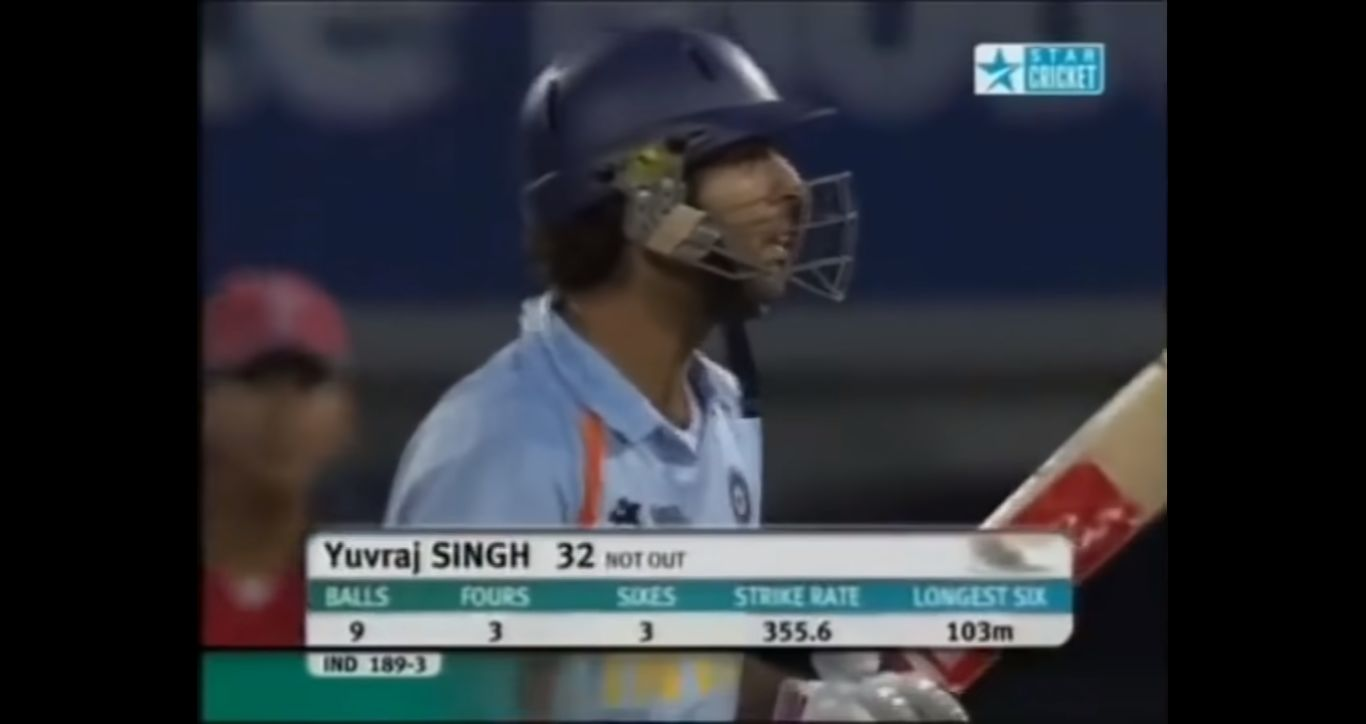 STAR
CRICKET
Yuvraj SINGH 32 NOT OUT
BALLS FOURS SIXES STRIKE RATE LONGEST SIX
9 3 3 355.6 103m
IND 189-3